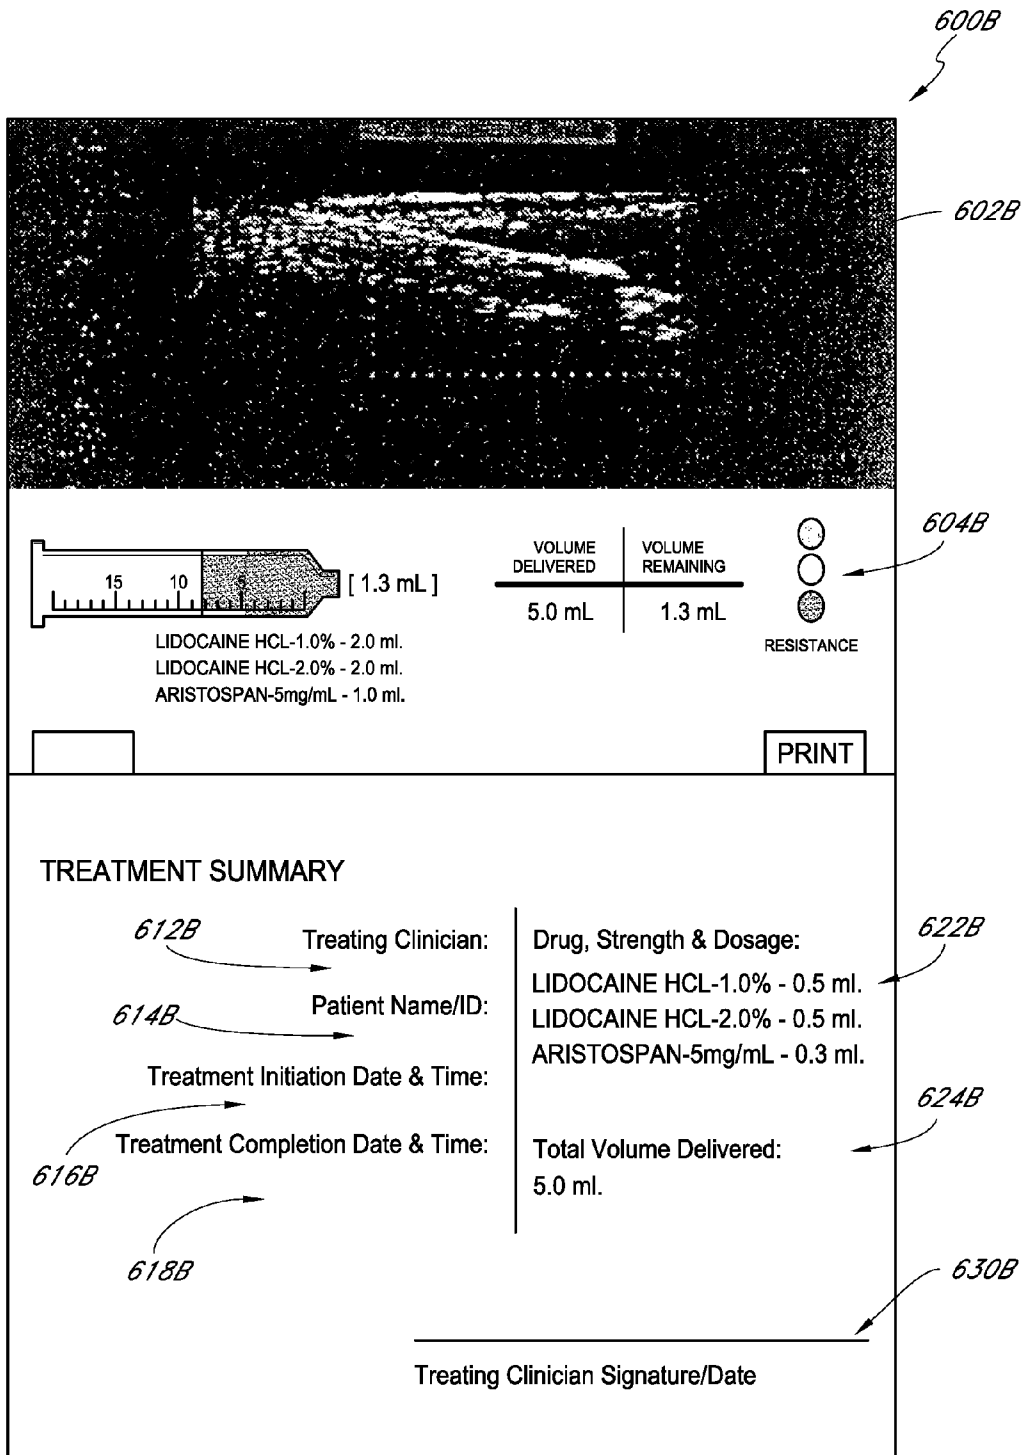 600B
602B
604B
15 10 5
[ 1.3 mL ]
VOLUME DELIVERED
VOLUME REMAINING
5.0 mL
1.3 mL
RESISTANCE
LIDOCAINE HCL-1.0% - 2.0 ml.
LIDOCAINE HCL-2.0% - 2.0 ml.
ARISTOSPAN-5mg/mL - 1.0 ml.
PRINT
TREATMENT SUMMARY
612B
Treating Clinician:
614B
Patient Name/ID:
Treatment Initiation Date & Time:
616B
Treatment Completion Date & Time:
618B
Drug, Strength & Dosage:
622B
LIDOCAINE HCL-1.0% - 0.5 ml.
LIDOCAINE HCL-2.0% - 0.5 ml.
ARISTOSPAN-5mg/mL - 0.3 ml.
624B
Total Volume Delivered:
5.0 ml.
630B
Treating Clinician Signature/Date